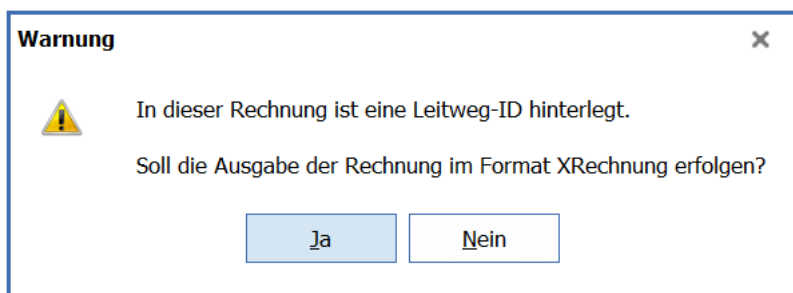 Warnung
In dieser Rechnung ist eine Leitweg-ID hinterlegt.
Soll die Ausgabe der Rechnung im Format XRechnung erfolgen?
Ja
Nein